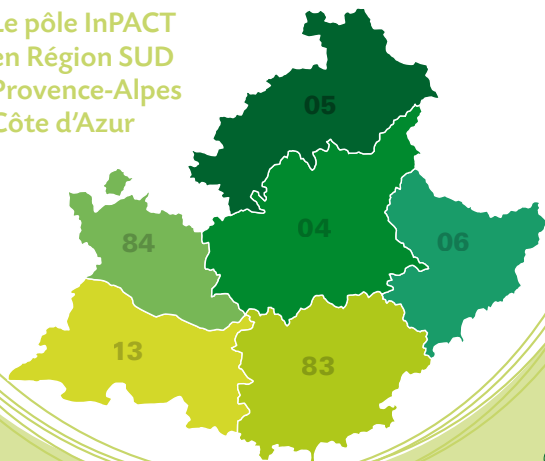 Le pôle InPACT
en Région SUD
Provence-Alpes
Côte d'Azur
05
04
84
06
13
83